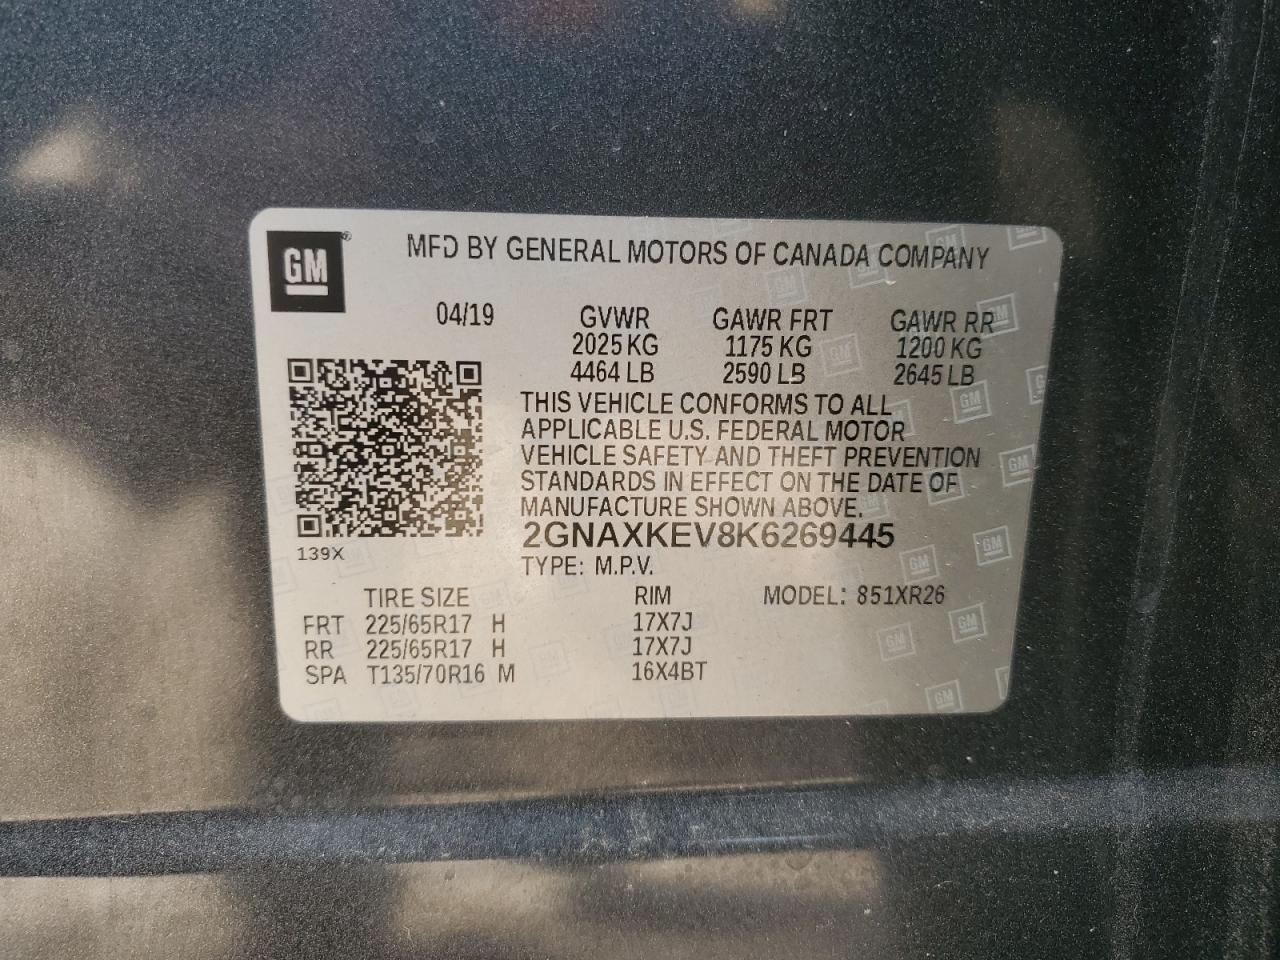 GM®
MFD BY GENERAL MOTORS OF CANADA COMPANY
04/19 GVWR GAWR FRT GAWR RR
2025 KG 1175 KG 1200 KG
4464 LB 2590 LB 2645 LB
THIS VEHICLE CONFORMS TO ALL
APPLICABLE U.S. FEDERAL MOTOR
VEHICLE SAFETY AND THEFT PREVENTION
STANDARDS IN EFFECT ON THE DATE OF
MANUFACTURE SHOWN ABOVE.
2GNAXKEV8K6269445
139X
TYPE: M.P.V.
TIRE SIZE RIM MODEL: 851XR26
FRT 225/65R17 H 17X7J
RR 225/65R17 H 17X7J
SPA T135/70R16 M 16X4BT